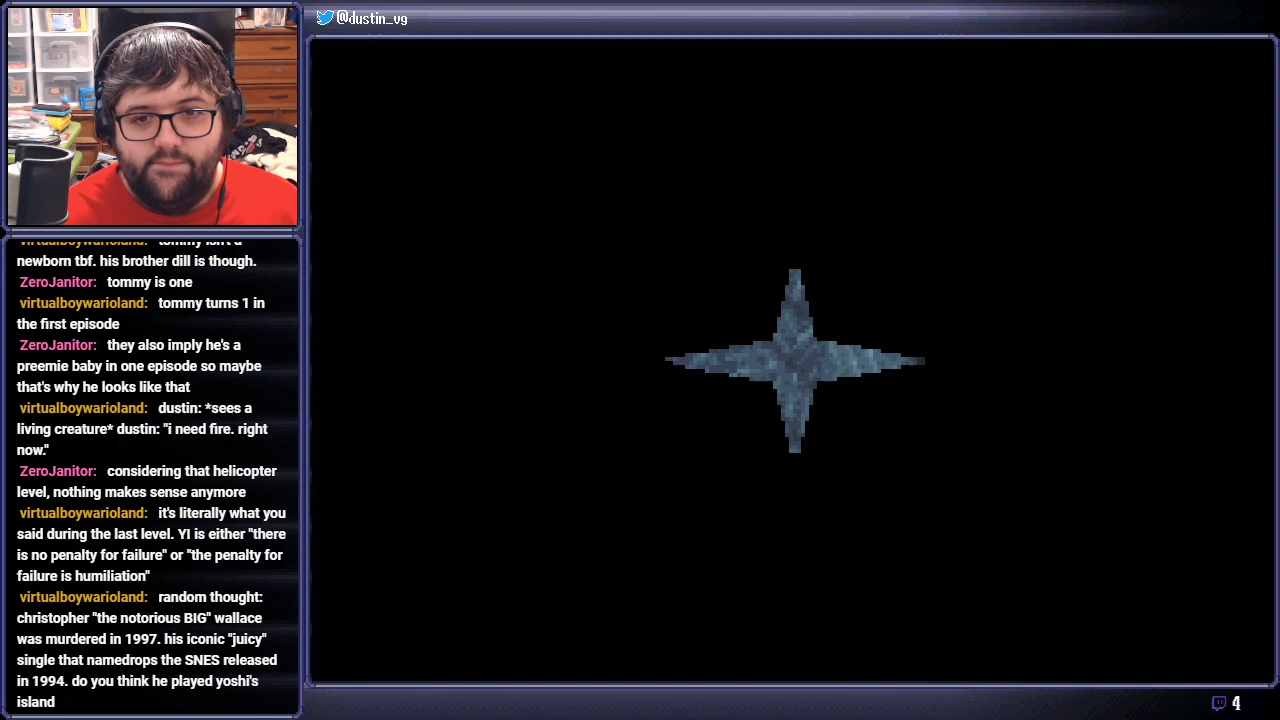 @dustin_vg
virtualboywarioland: tommy isn't a
newborn tbf. his brother dill is though.
ZeroJanitor: tommy is one
virtualboywarioland: tommy turns 1 in
the first episode
ZeroJanitor: they also imply he's a
preemie baby in one episode so maybe
that's why he looks like that
virtualboywarioland: dustin: *sees a
living creature* dustin: "i need fire. right
now."
ZeroJanitor: considering that helicopter
level, nothing makes sense anymore
virtualboywarioland: it's literally what you
said during the last level. YI is either "there
is no penalty for failure" or "the penalty for
failure is humiliation"
virtualboywarioland: random thought:
christopher "the notorious BIG" wallace
was murdered in 1997. his iconic "juicy"
single that namedrops the SNES released
in 1994. do you think he played yoshi's
island
4